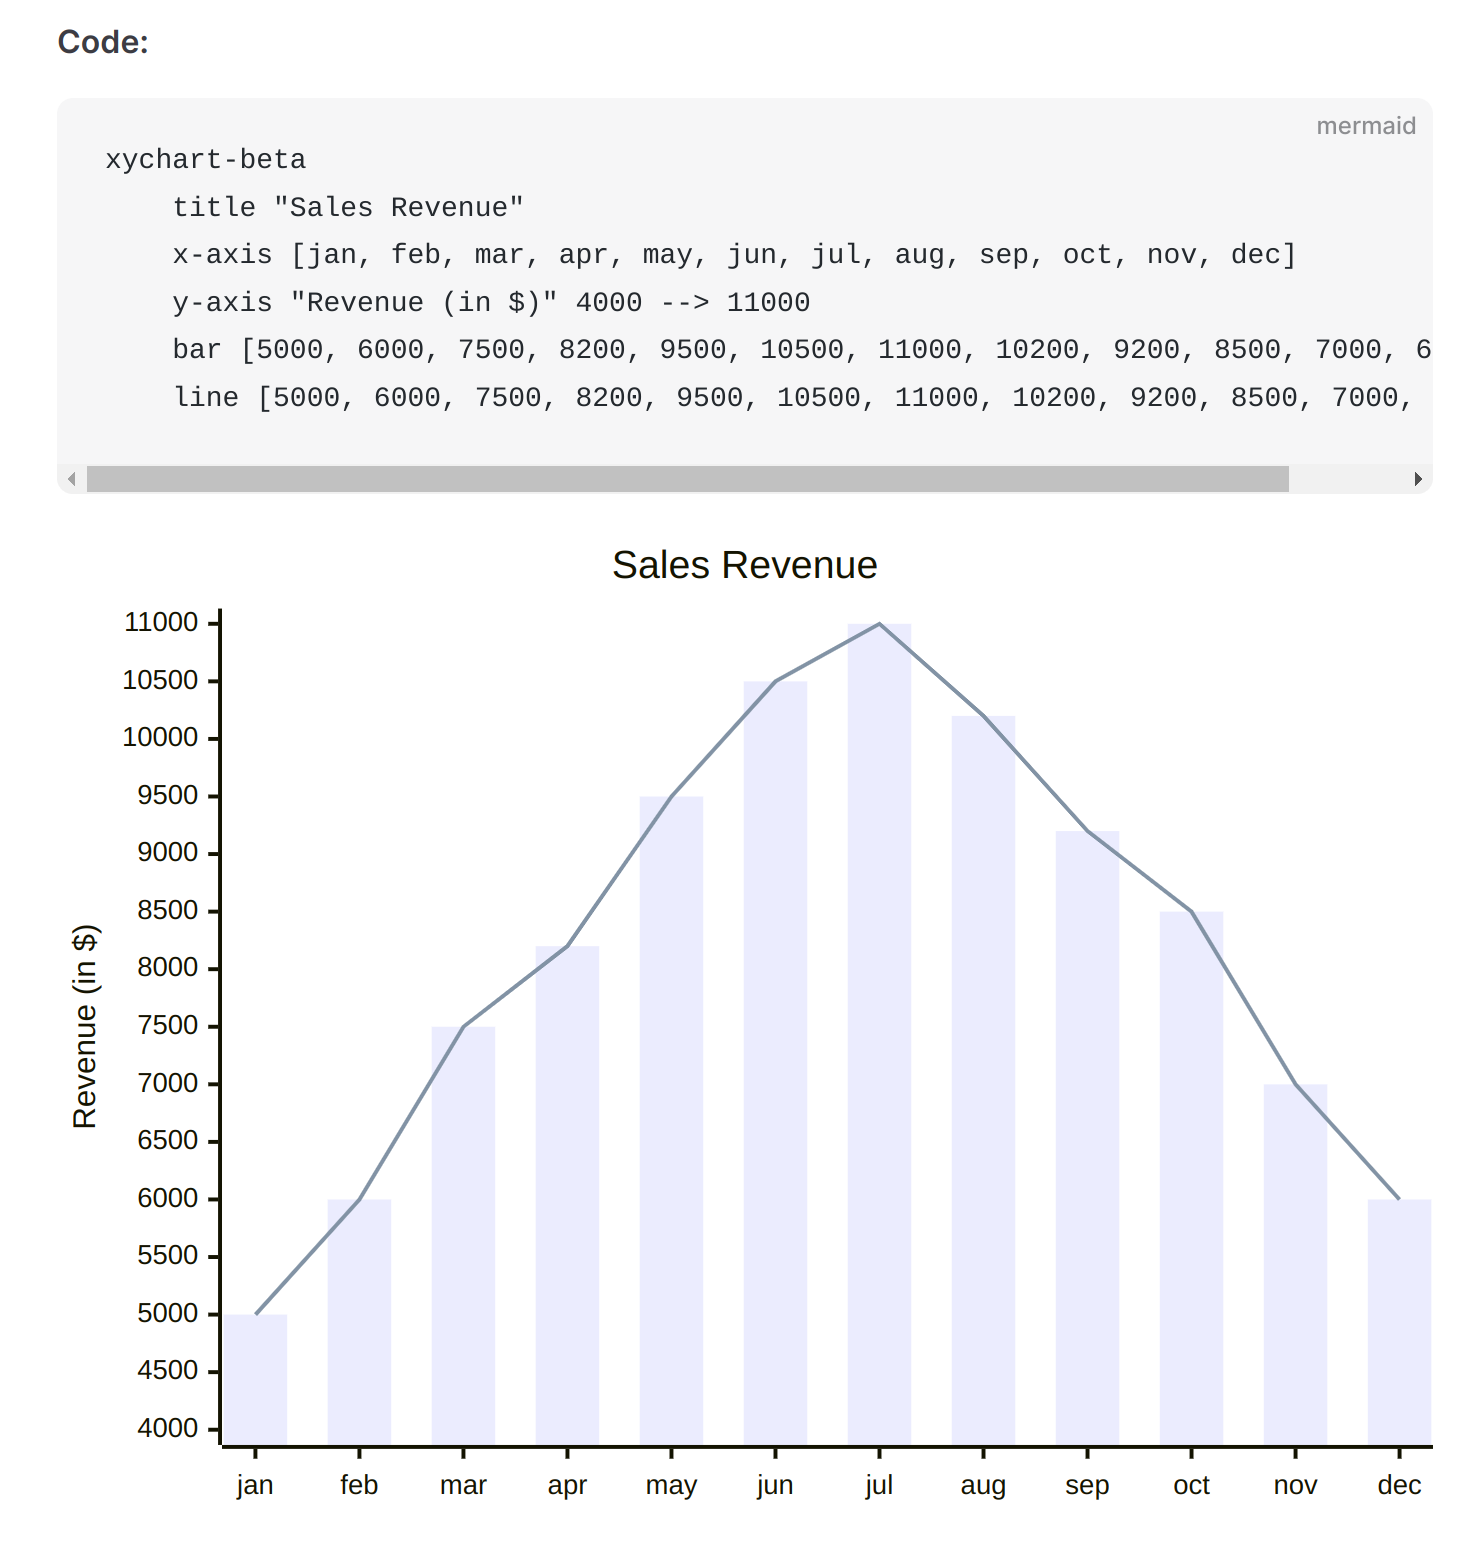 Code:
mermaid
xychart-beta
    title "Sales Revenue"
    x-axis [jan, feb, mar, apr, may, jun, jul, aug, sep, oct, nov, dec]
    y-axis "Revenue (in $)" 4000 --> 11000
    bar [5000, 6000, 7500, 8200, 9500, 10500, 11000, 10200, 9200, 8500, 7000, 6
    line [5000, 6000, 7500, 8200, 9500, 10500, 11000, 10200, 9200, 8500, 7000,
Sales Revenue
11000
10500
10000
9500
9000
8500
8000
7500
7000
6500
6000
5500
5000
4500
4000
Revenue (in $)
jan feb mar apr may jun jul aug sep oct nov dec